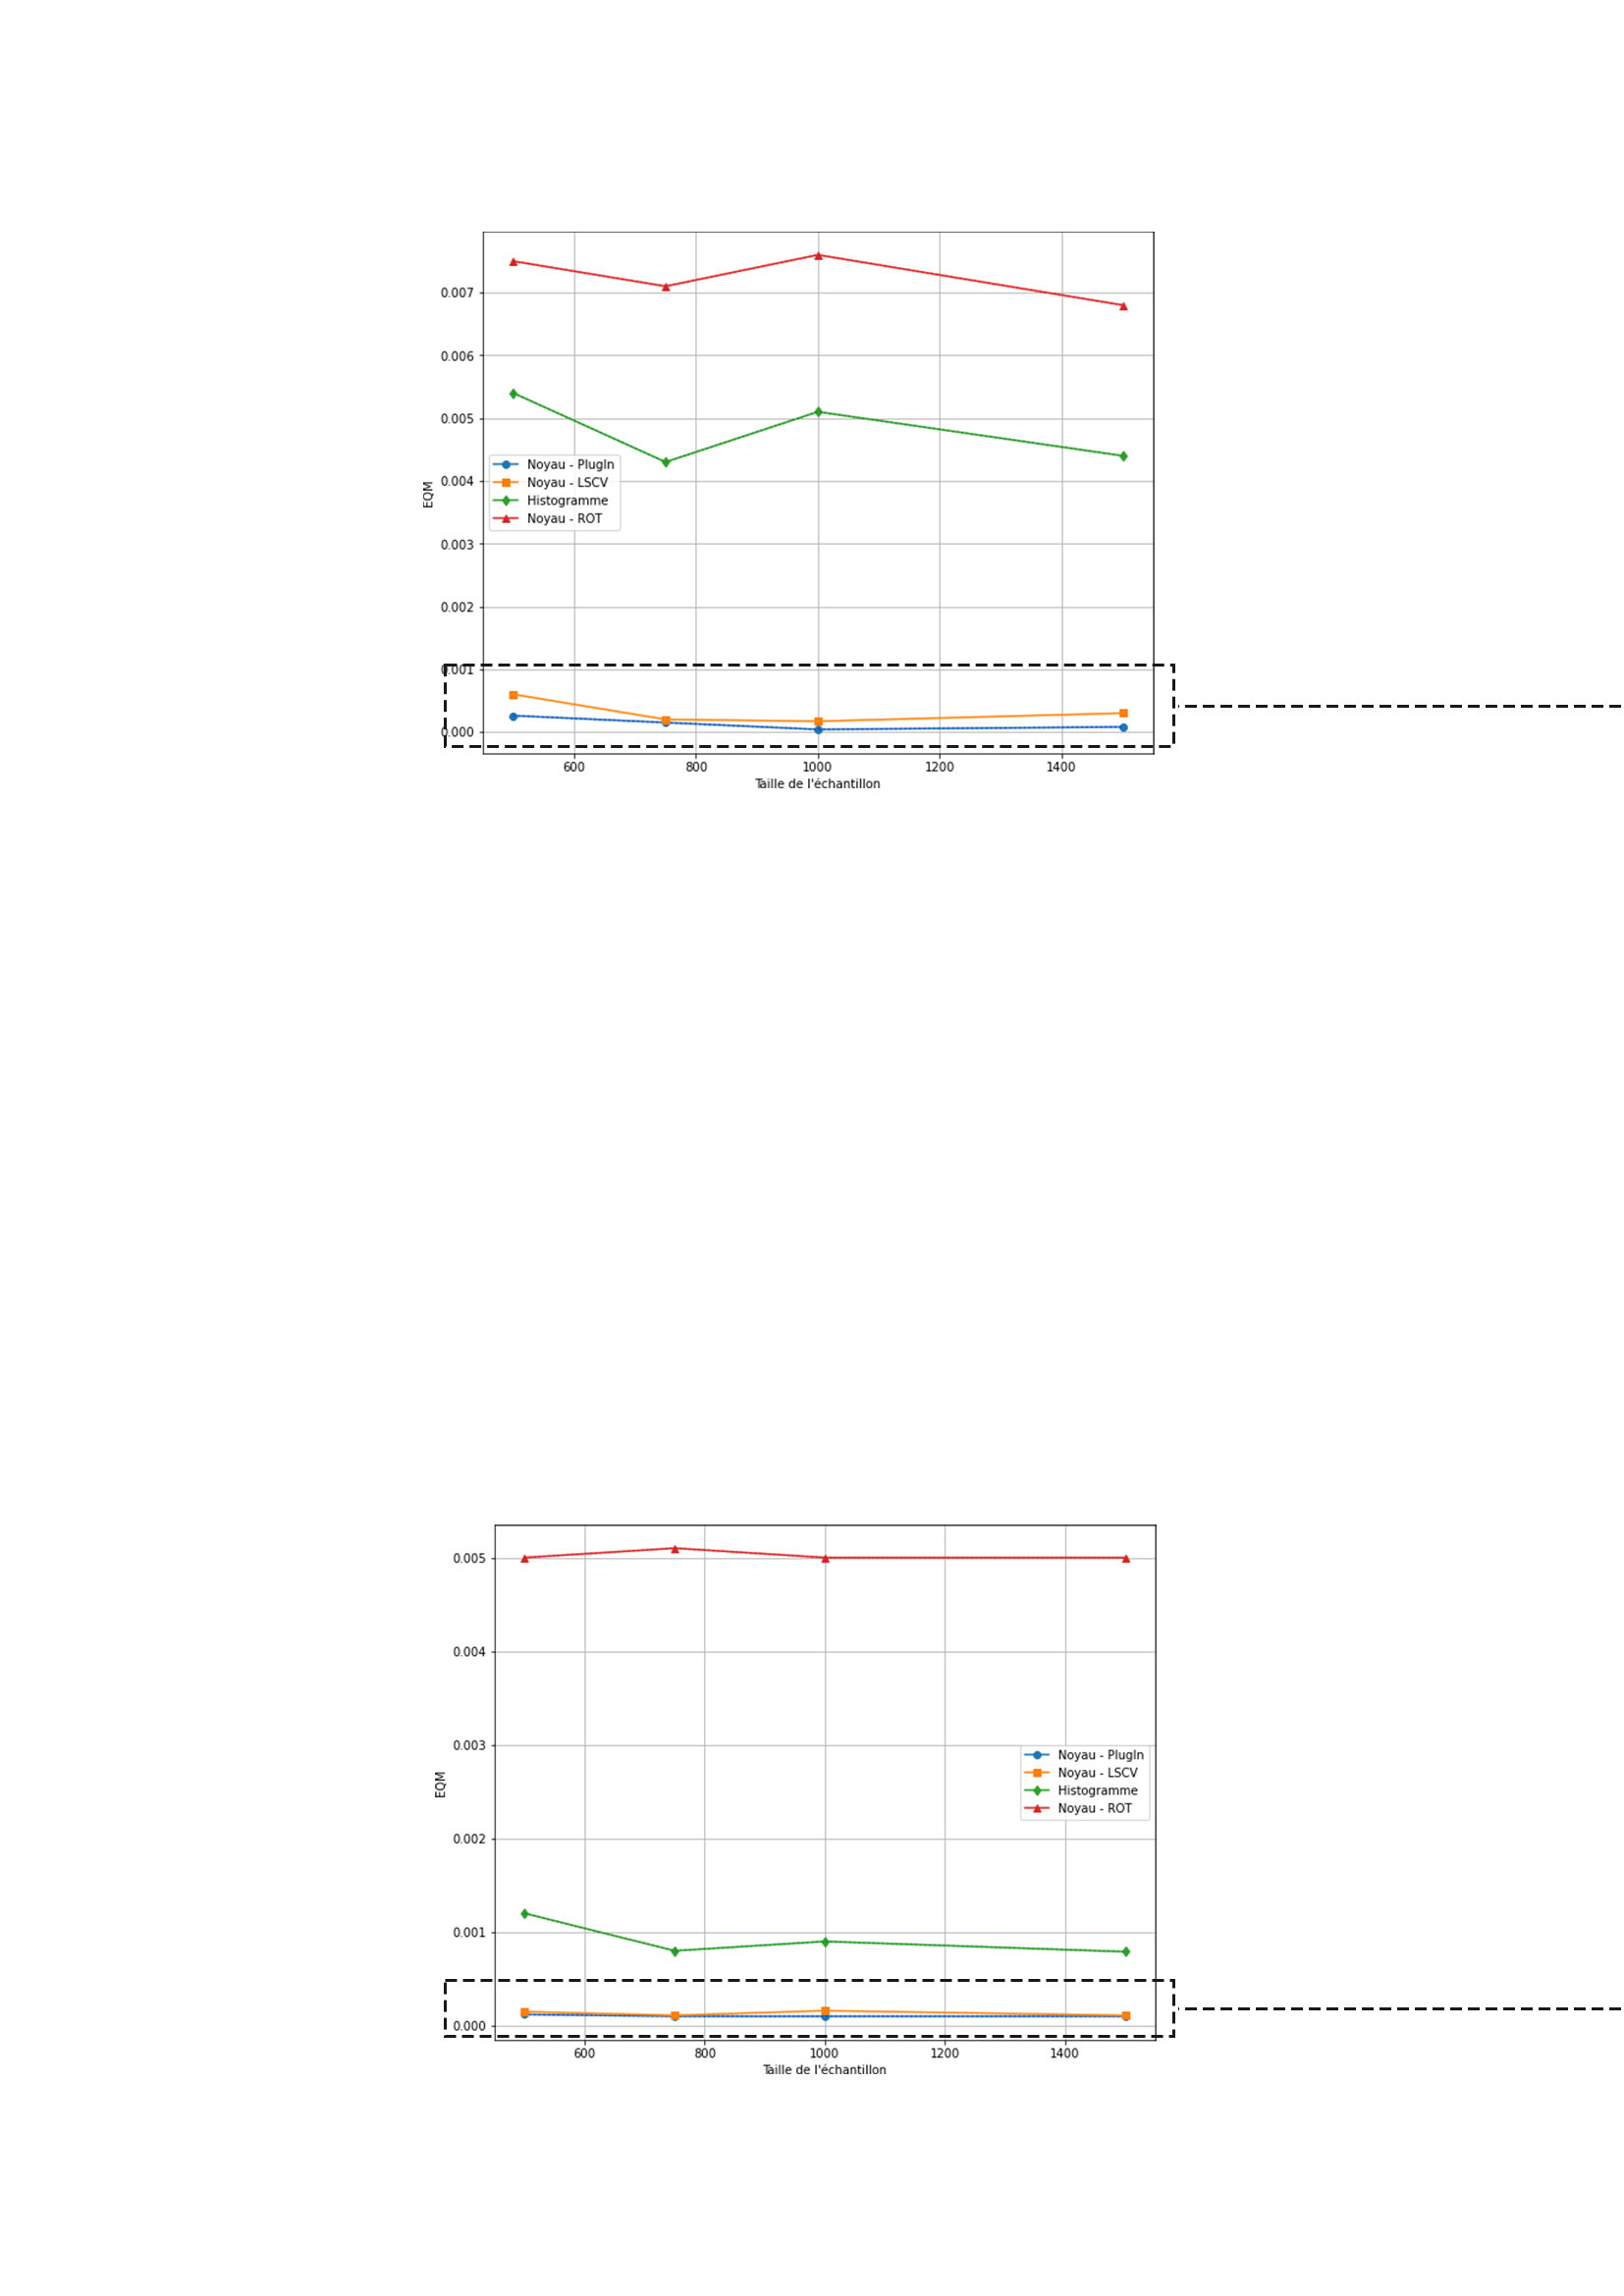 0.007
0.006
0.005
Noyau - PlugIn
Noyau - LSCV
Histogramme
Noyau - ROT
0.004
EQM
0.003
0.002
0.001
0.000
600 800 1000 1200 1400
Taille de l'échantillon
0.005
0.004
0.003
Noyau - PlugIn
Noyau - LSCV
Histogramme
Noyau - ROT
EQM
0.002
0.001
0.000
600 800 1000 1200 1400
Taille de l'échantillon